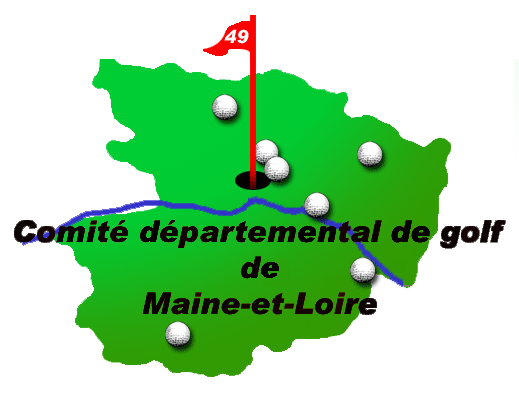 49
Comité départemental de golf
de
Maine-et-Loire